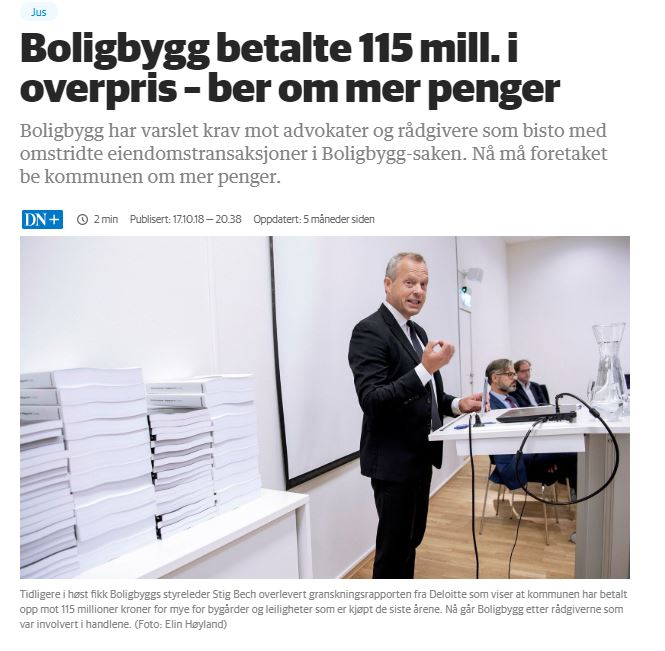 Jus
Boligbygg betalte 115 mill. i
overpris – ber om mer penger
Boligbygg har varslet krav mot advokater og rådgivere som bisto med
omstridte eiendomstransaksjoner i Boligbygg-saken. Nå må foretaket
be kommunen om mer penger.
DN+ 2 min Publisert: 17.10.18 — 20.38 Oppdatert: 5 måneder siden
Tidligere i høst fikk Boligbyggs styreleder Stig Bech overlevert granskningsrapporten fra Deloitte som viser at kommunen har betalt
opp mot 115 millioner kroner for mye for bygårder og leiligheter som er kjøpt de siste årene. Nå går Boligbygg etter rådgiverne som
var involvert i handlene. (Foto: Elin Høyland)